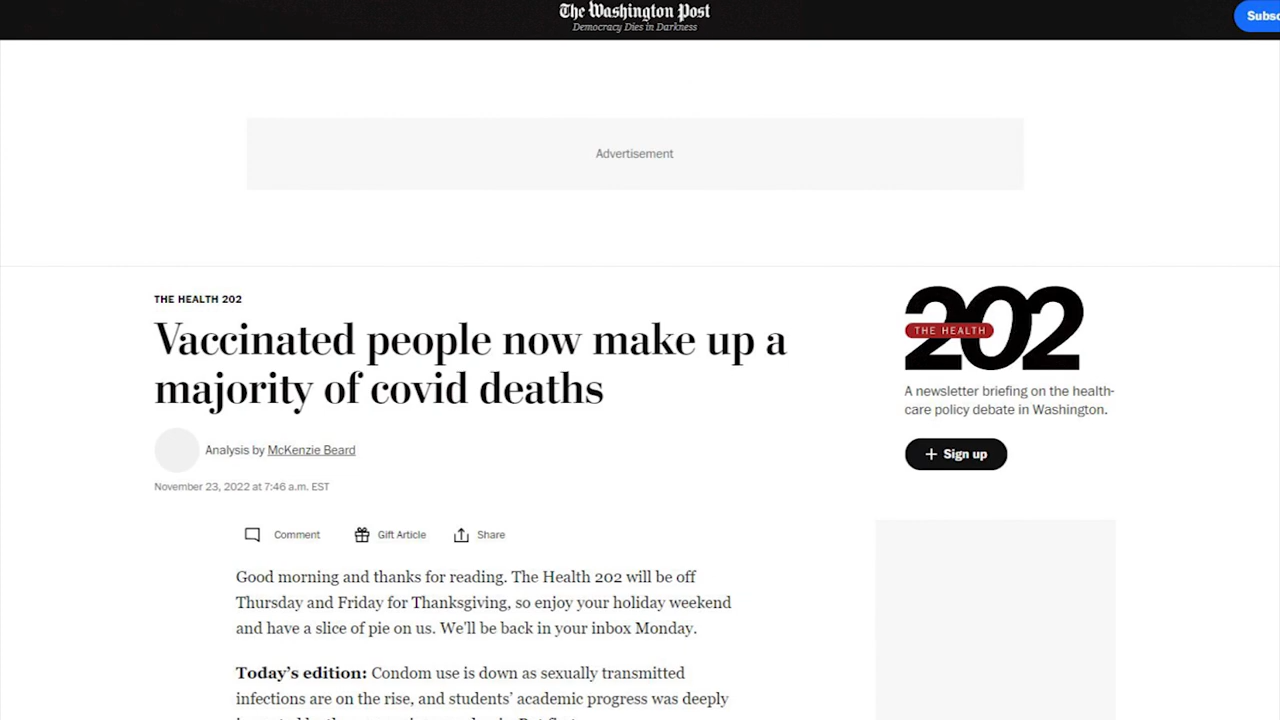 The Washington Post
Democracy Dies in Darkness
Subsc
Advertisement
THE HEALTH 202
Vaccinated people now make up a
majority of covid deaths
Analysis by McKenzie Beard
November 23, 2022 at 7:46 a.m. EST
Comment
Gift Article
Share
Good morning and thanks for reading. The Health 202 will be off
Thursday and Friday for Thanksgiving, so enjoy your holiday weekend
and have a slice of pie on us. We'll be back in your inbox Monday.
Today's edition: Condom use is down as sexually transmitted
infections are on the rise, and students' academic progress was deeply
202
THE HEALTH
A newsletter briefing on the health-
care policy debate in Washington.
+ Sign up